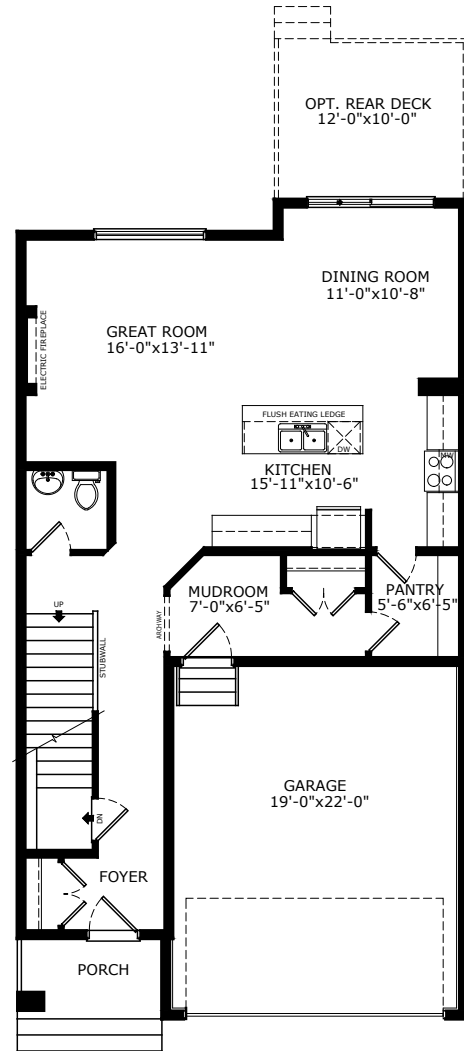 OPT. REAR DECK
12'-0"x10'-0"
DINING ROOM
11'-0"x10'-8"
GREAT ROOM
16'-0"x13'-11"
ELECTRIC FIREPLACE
FLUSH EATING LEDGE
DW
MW
KITCHEN
15'-11"x10'-6"
MUDROOM
7'-0"x6'-5"
PANTRY
5'-6"x6'-5"
UP
ARCHWAY
STUBWALL
GARAGE
19'-0"x22'-0"
DN
FOYER
PORCH